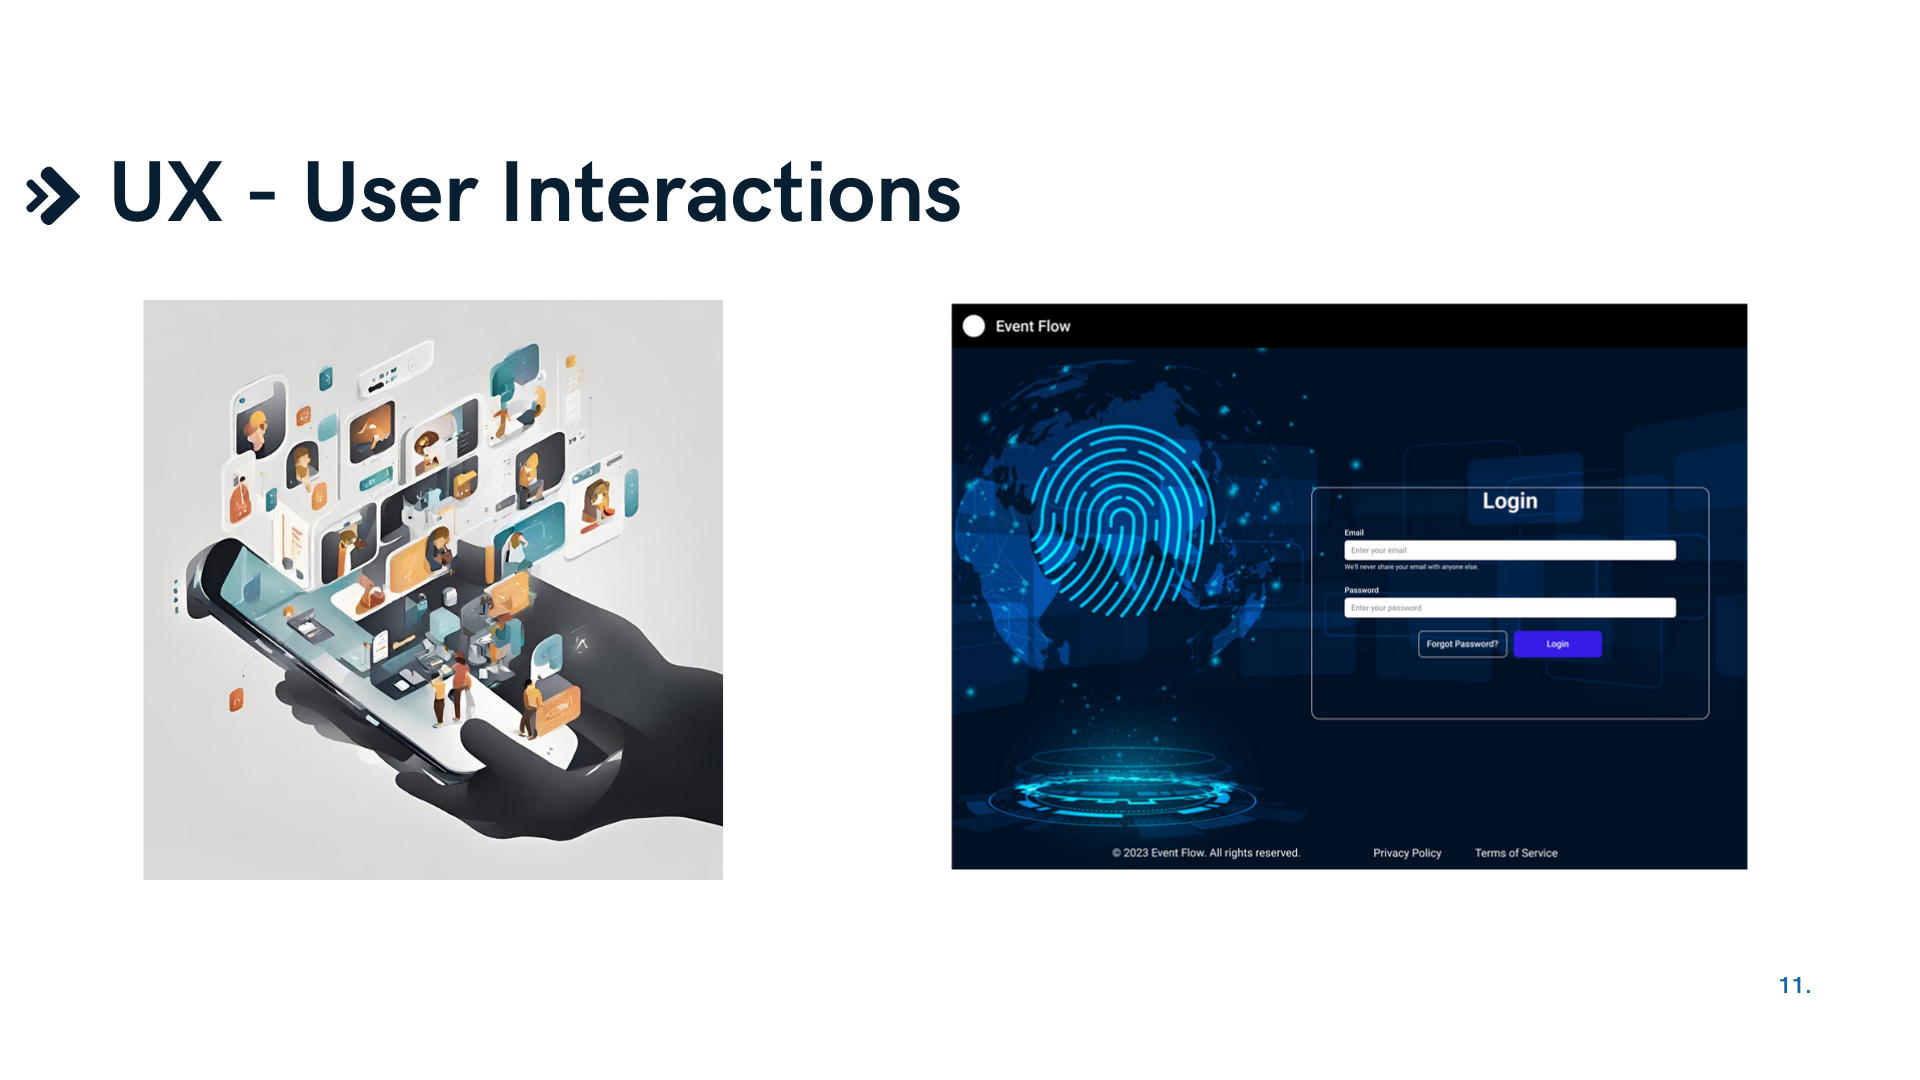 UX - User Interactions
Event Flow
Login
Email
Enter your email
We'll never share your email with anyone else.
Password
Enter your password
Forgot Password?
Login
© 2023 Event Flow. All rights reserved.
Privacy Policy
Terms of Service
11.